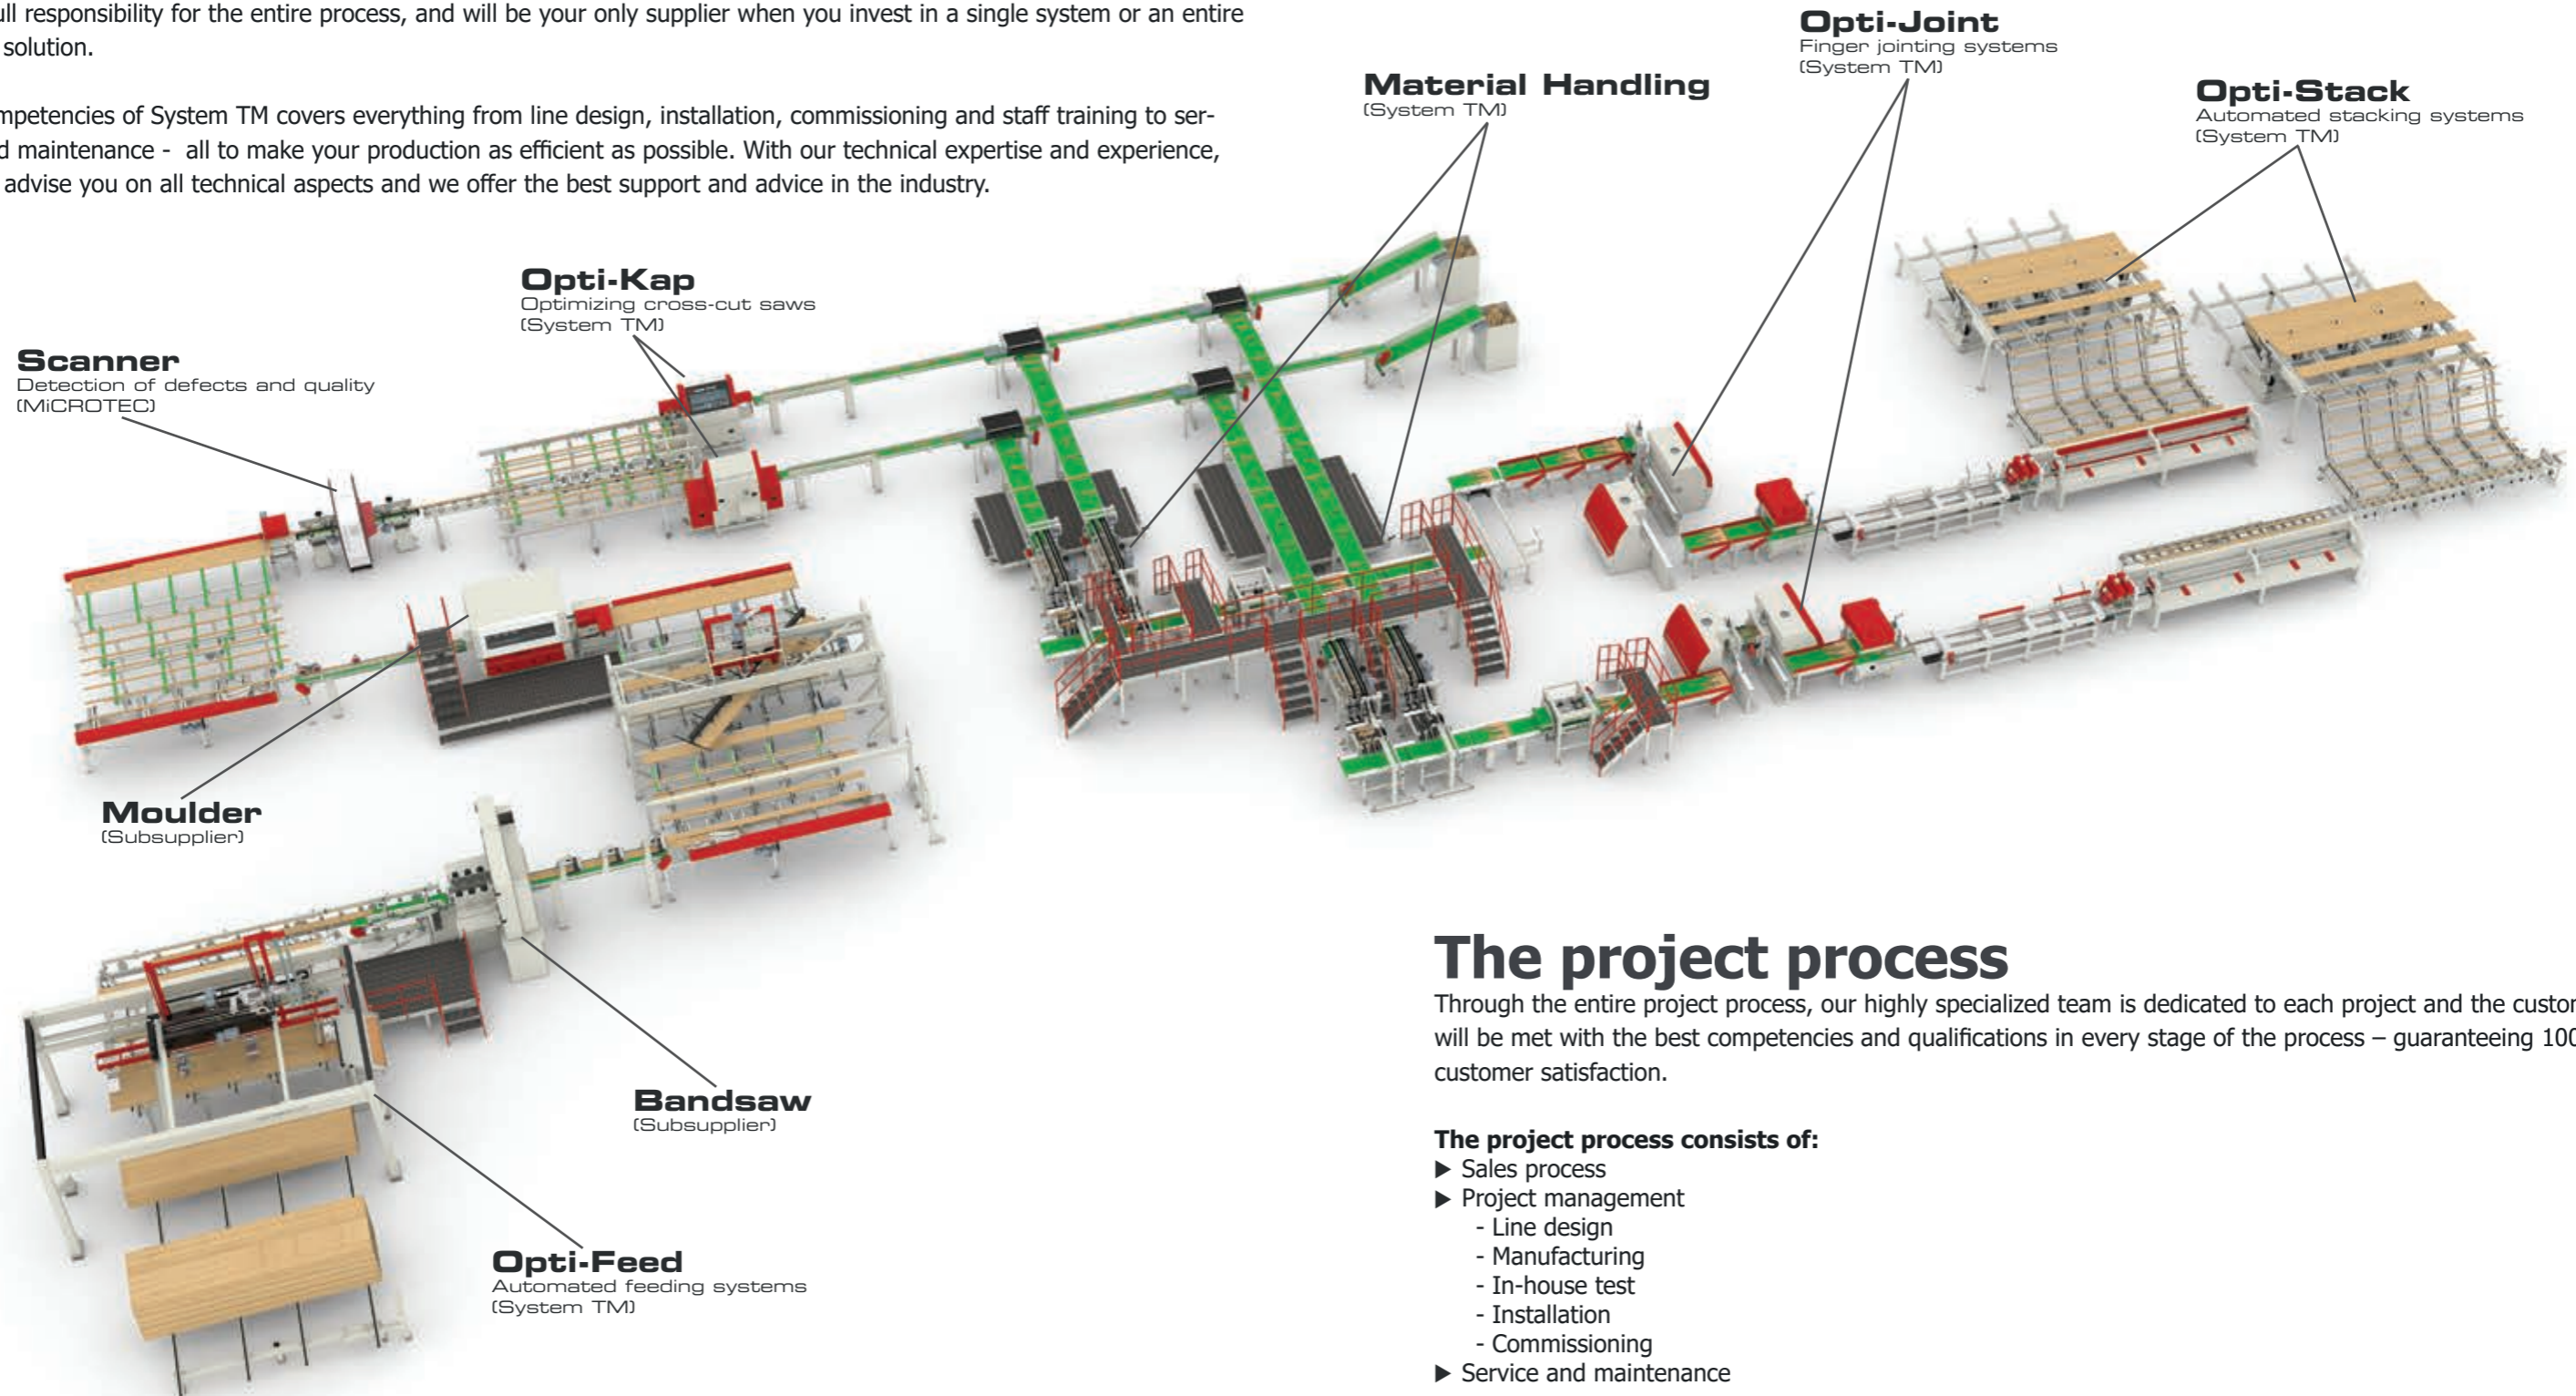 ull responsibility for the entire process, and will be your only supplier when you invest in a single system or an entire
solution.
mpetencies of System TM covers everything from line design, installation, commissioning and staff training to ser-
d maintenance -  all to make your production as efficient as possible. With our technical expertise and experience,
advise you on all technical aspects and we offer the best support and advice in the industry.
Opti-Joint
Finger jointing systems
(System TM)
Material Handling
(System TM)
Opti-Stack
Automated stacking systems
(System TM)
Opti-Kap
Optimizing cross-cut saws
(System TM)
Scanner
Detection of defects and quality
(MiCROTEC)
Moulder
(Subsupplier)
Bandsaw
(Subsupplier)
Opti-Feed
Automated feeding systems
(System TM)
The project process
Through the entire project process, our highly specialized team is dedicated to each project and the custom
will be met with the best competencies and qualifications in every stage of the process – guaranteeing 100
customer satisfaction.
The project process consists of:
▶ Sales process
▶ Project management
- Line design
- Manufacturing
- In-house test
- Installation
- Commissioning
▶ Service and maintenance